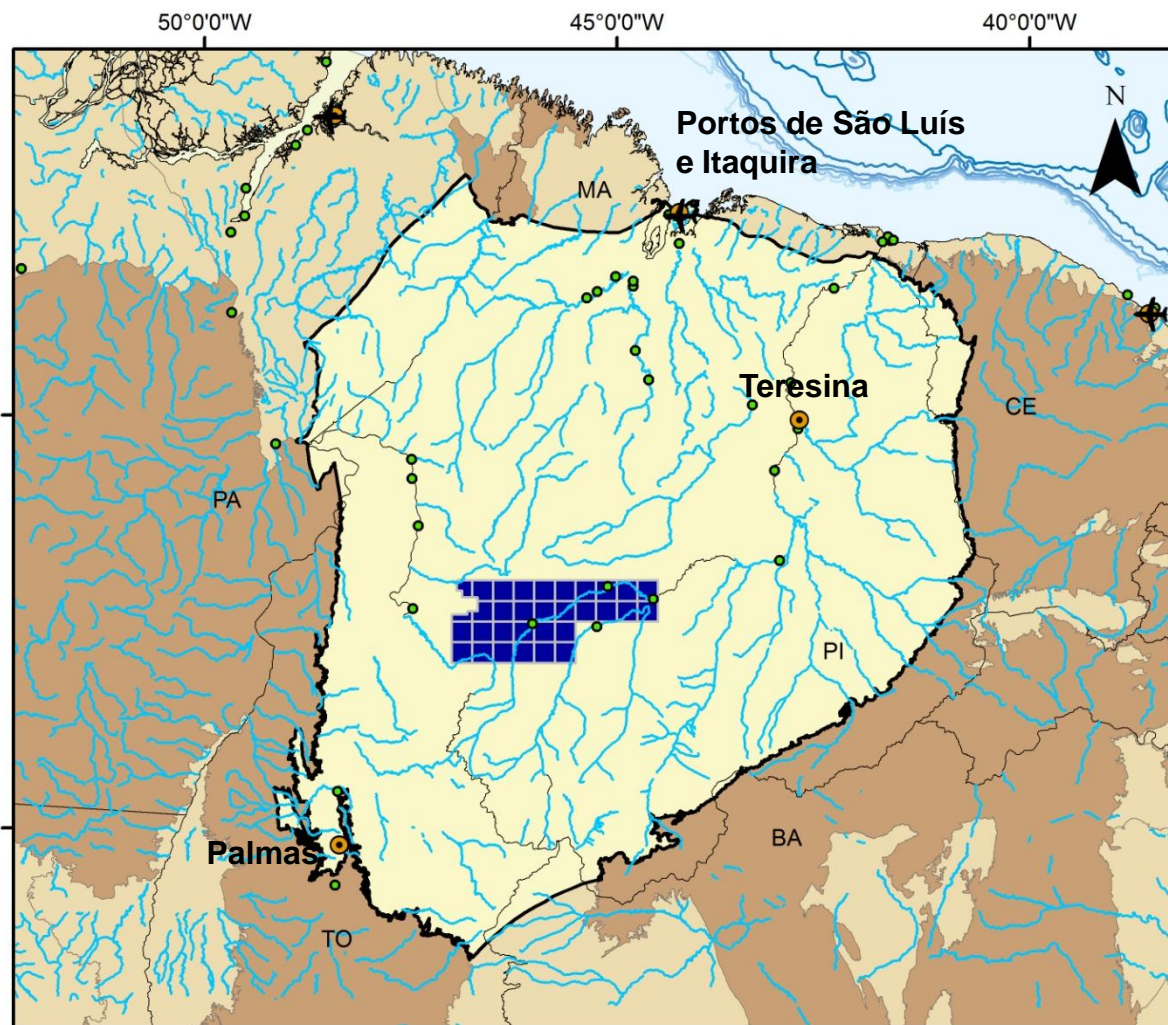 50°0'0"W
45°0'0"W
40°0'0"W
N
Portos de São Luís
e Itaquira
MA
Teresina
CE
PA
PI
BA
Palmas
TO